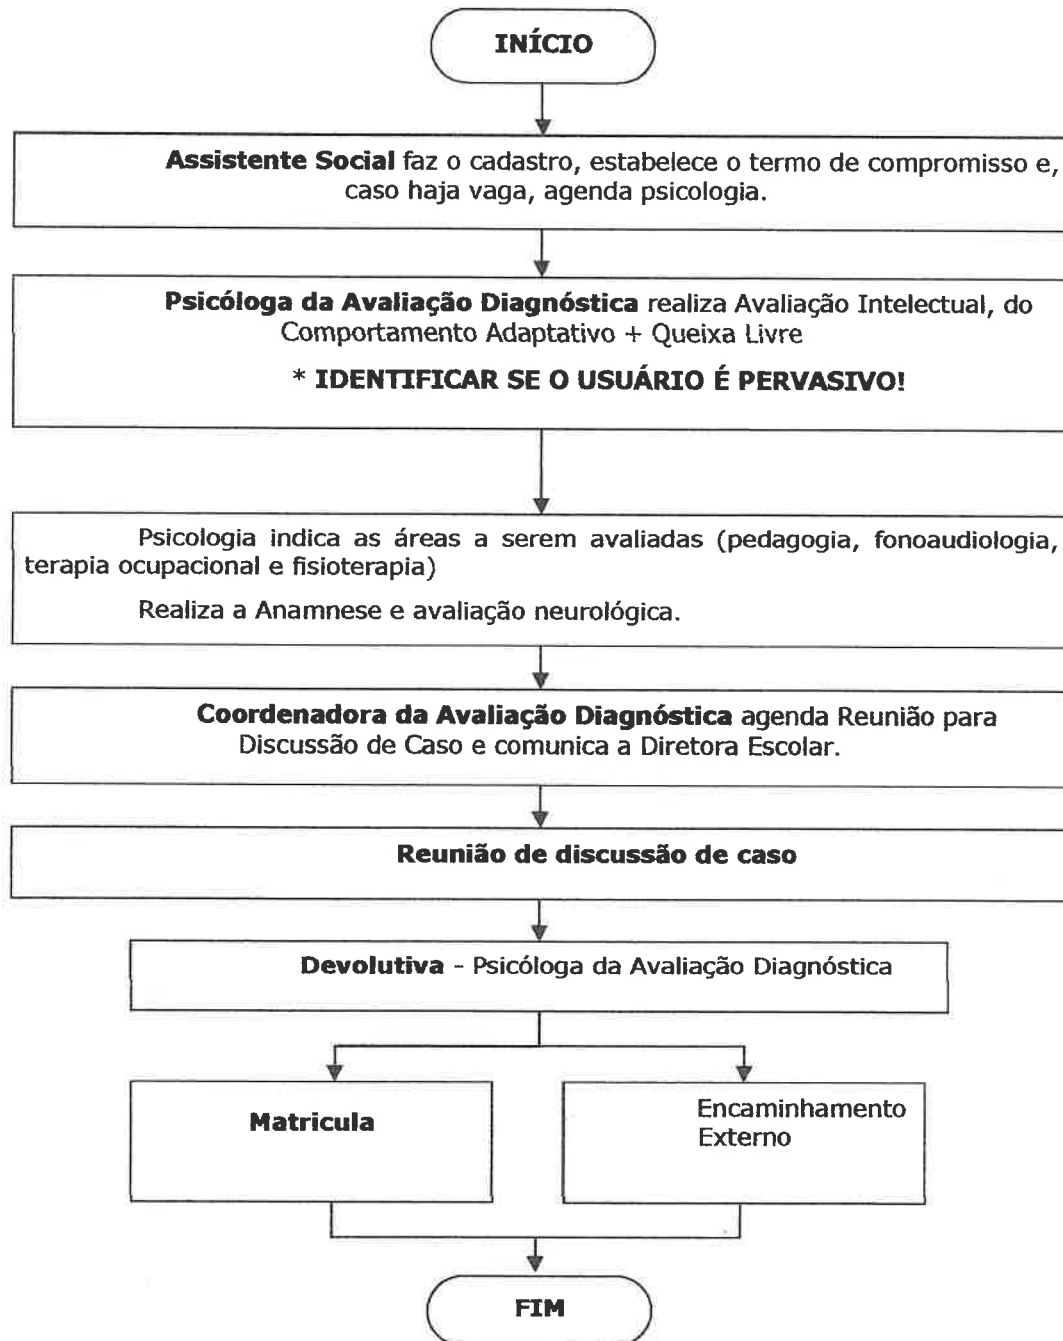 INÍCIO
Assistente Social faz o cadastro, estabelece o termo de compromisso e,
caso haja vaga, agenda psicologia.
Psicóloga da Avaliação Diagnóstica realiza Avaliação Intelectual, do
Comportamento Adaptativo + Queixa Livre
* IDENTIFICAR SE O USUÁRIO É PERVASIVO!
Psicologia indica as áreas a serem avaliadas (pedagogia, fonoaudiologia,
terapia ocupacional e fisioterapia)
Realiza a Anamnese e avaliação neurológica.
Coordenadora da Avaliação Diagnóstica agenda Reunião para
Discussão de Caso e comunica a Diretora Escolar.
Reunião de discussão de caso
Devolutiva - Psicóloga da Avaliação Diagnóstica
Matricula
Encaminhamento
Externo
FIM